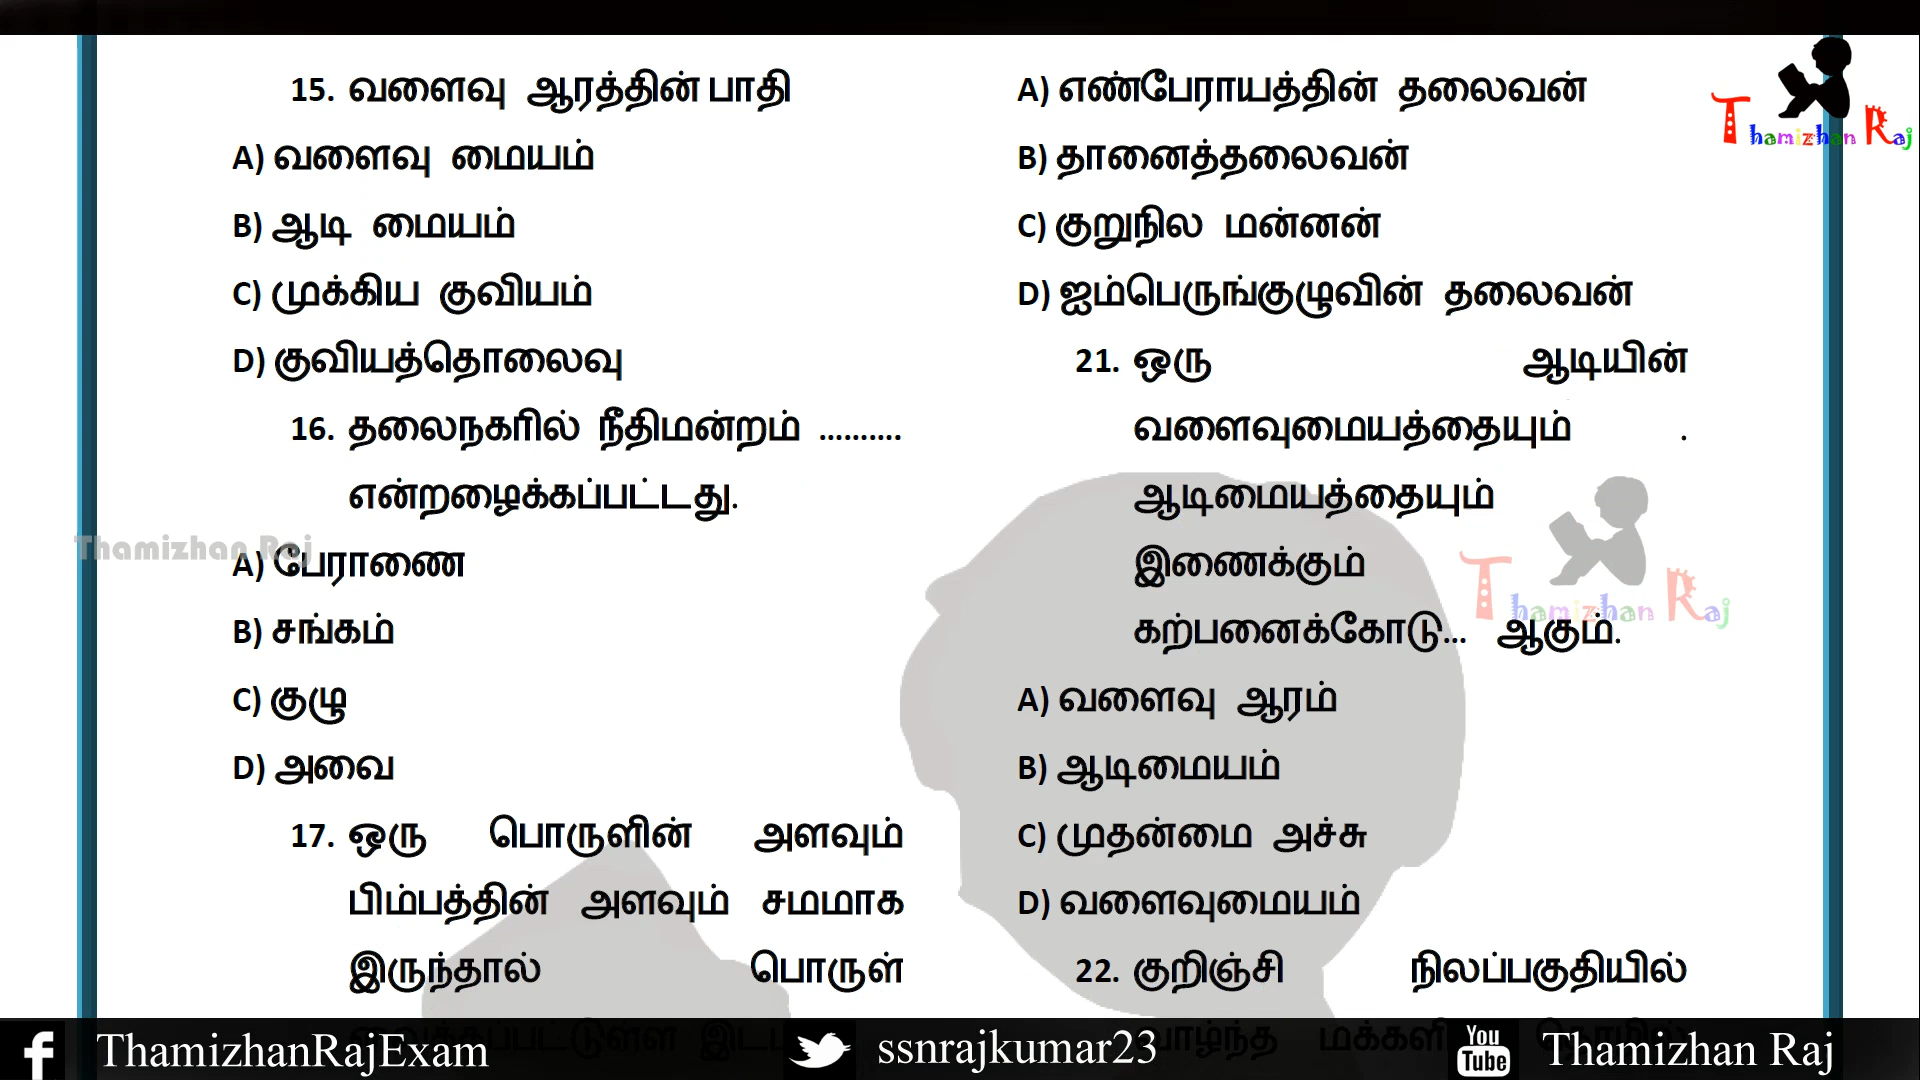 15. வளைவு ஆரத்தின் பாதி
A) வளைவு மையம்
B) ஆடி மையம்
C) முக்கிய குவியம்
D) குவியத்தொலைவு
16. தலைநகரில் நீதிமன்றம் ..........
என்றழைக்கப்பட்டது.
A) பேராணை
B) சங்கம்
C) குழு
D) அவை
17. ஒரு பொருளின் அளவும்
பிம்பத்தின் அளவும் சமமாக
இருந்தால் பொருள்
வைக்கப்பட்டுள்ள
A) எண்பேராயத்தின் தலைவன்
B) தானைத்தலைவன்
C) குறுநில மன்னன்
D) ஐம்பெருங்குழுவின் தலைவன்
21. ஒரு ஆடியின்
வளைவுமையத்தையும் .
ஆடிமையத்தையும்
இணைக்கும்
கற்பனைக்கோடு... ஆகும்.
A) வளைவு ஆரம்
B) ஆடிமையம்
C) முதன்மை அச்சு
D) வளைவுமையம்
22. குறிஞ்சி நிலப்பகுதியில்
வாழ்ந்த
Thamizhan Raj
Thamizhan Raj
Thamizhan Raj
ThamizhanRajExam
ssnrajkumar23
You Tube
Thamizhan Raj